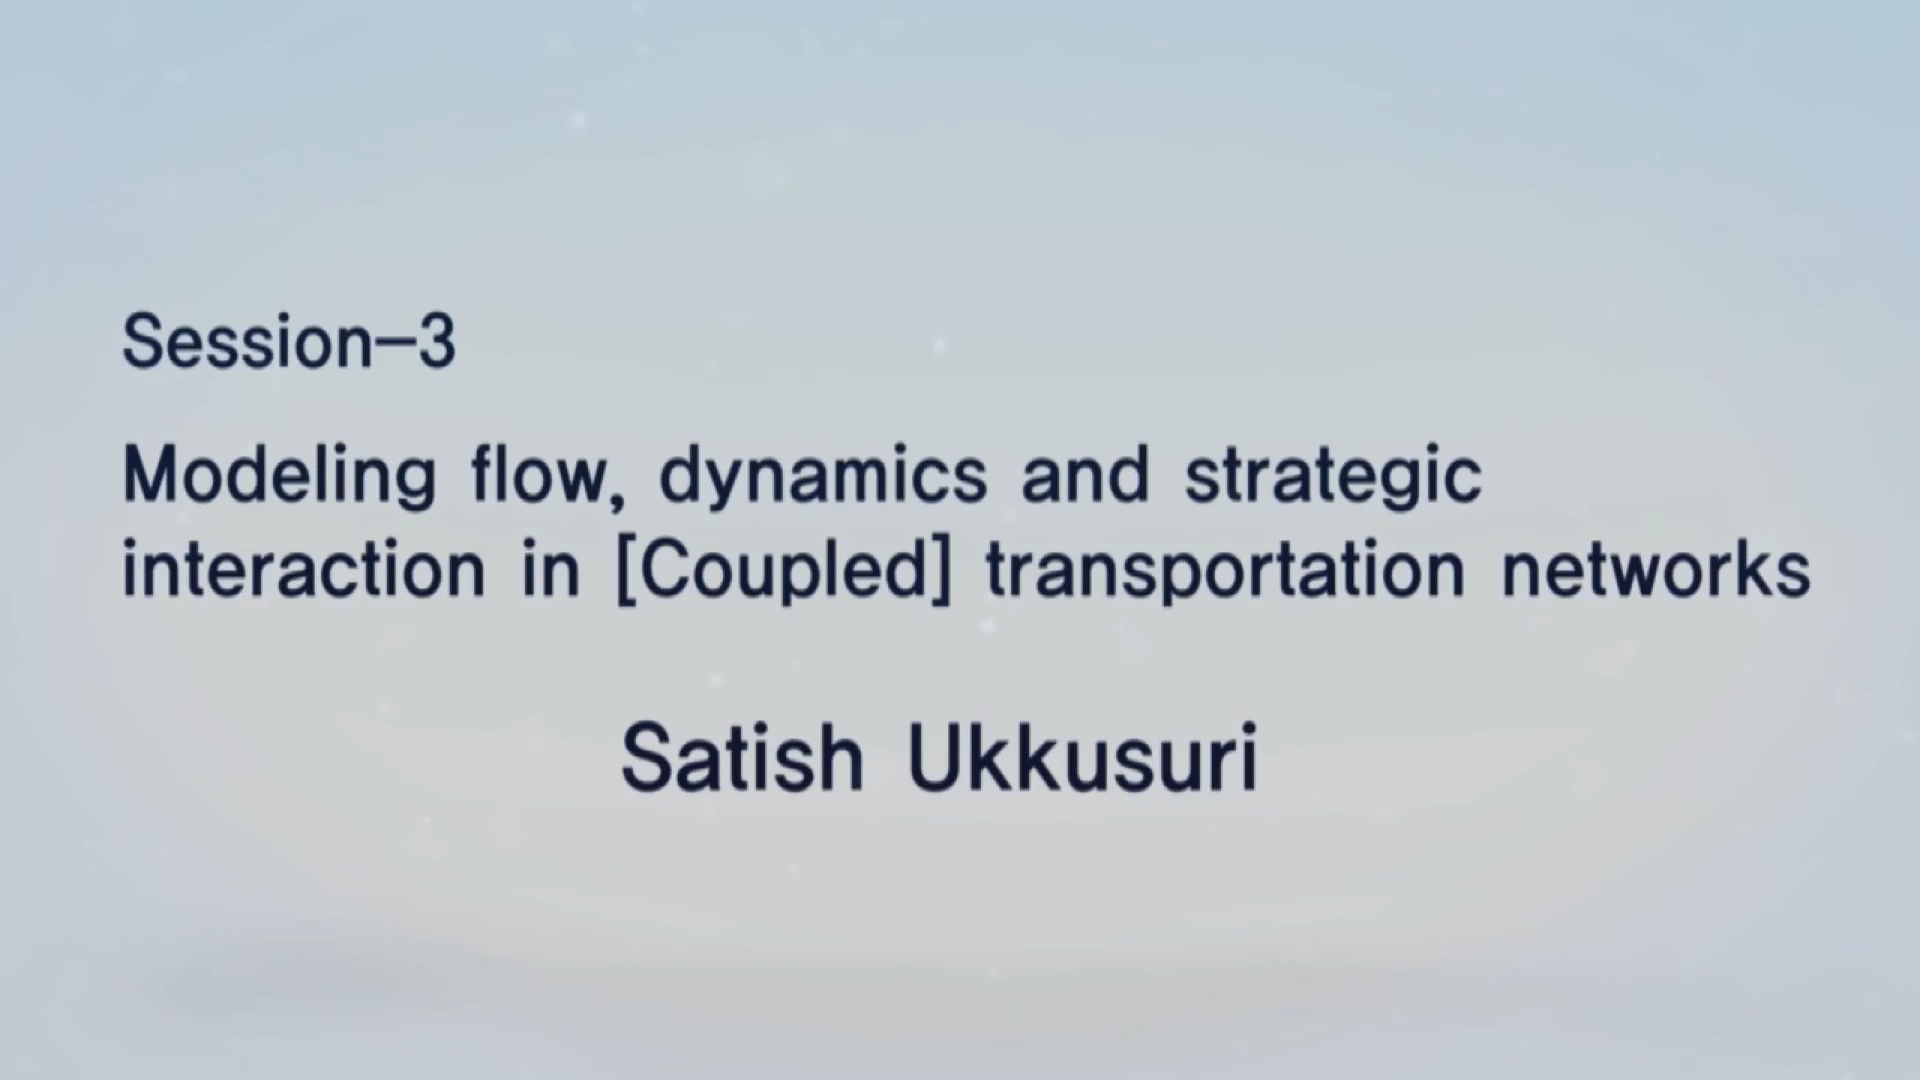 Session-3
Modeling flow, dynamics and strategic
interaction in [Coupled] transportation networks
Satish Ukkusuri